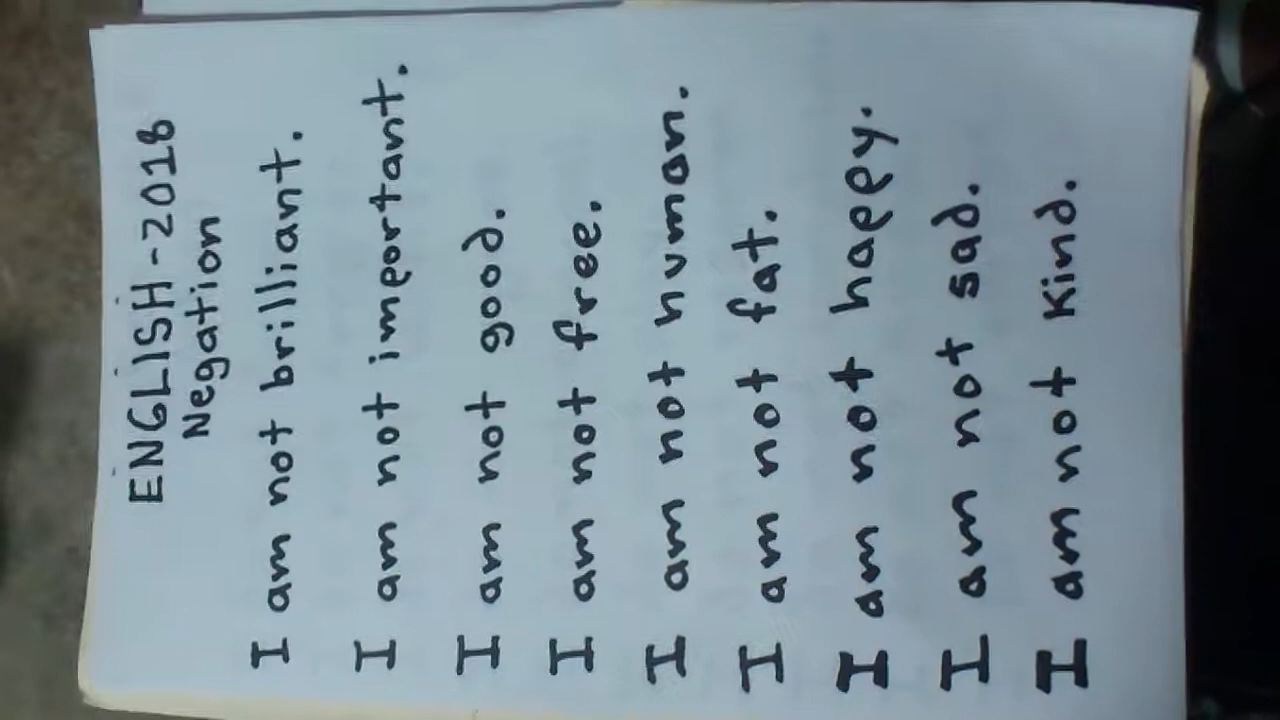 ENGLISH-2018
Negation
I am not brilliant.
I am not important.
I am not good.
I am not free.
I am not human.
I am not fat.
I am not happy.
I am not sad.
I am not kind.